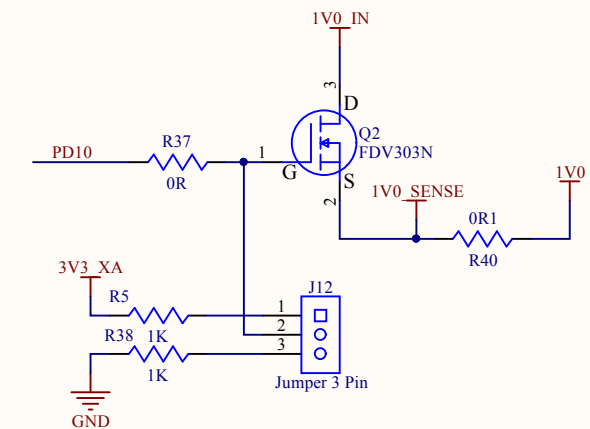 1V0_IN
3
D
Q2
FDV303N
PD10
R37
0R
1
G
S
2
1V0_SENSE
1V0
0R1
R40
3V3_XA
R5
1K
R38
1K
GND
J12
1
2
3
Jumper 3 Pin